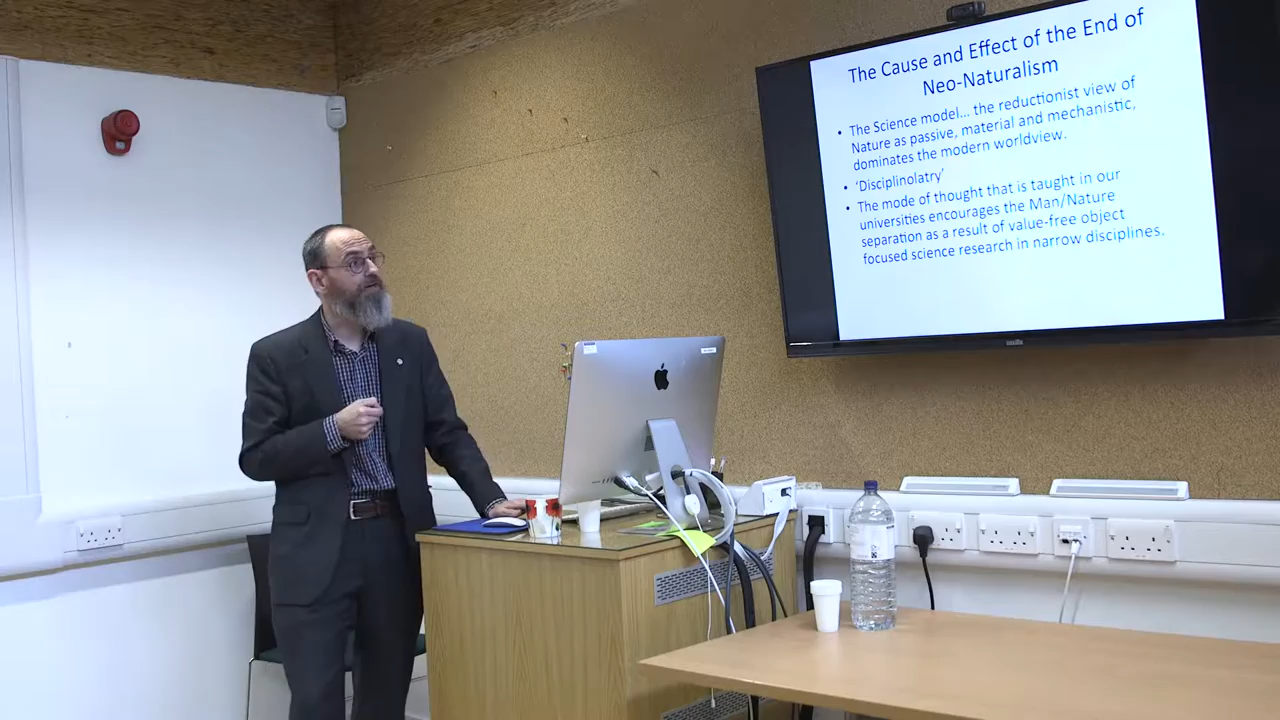 The Cause and Effect of the End of
Neo-Naturalism
• The Science model... the reductionist view of
Nature as passive, material and mechanistic,
dominates the modern worldview.
• ‘Disciplinolatry’
• The mode of thought that is taught in our
universities encourages the Man/Nature
separation as a result of value-free object
focused science research in narrow disciplines.